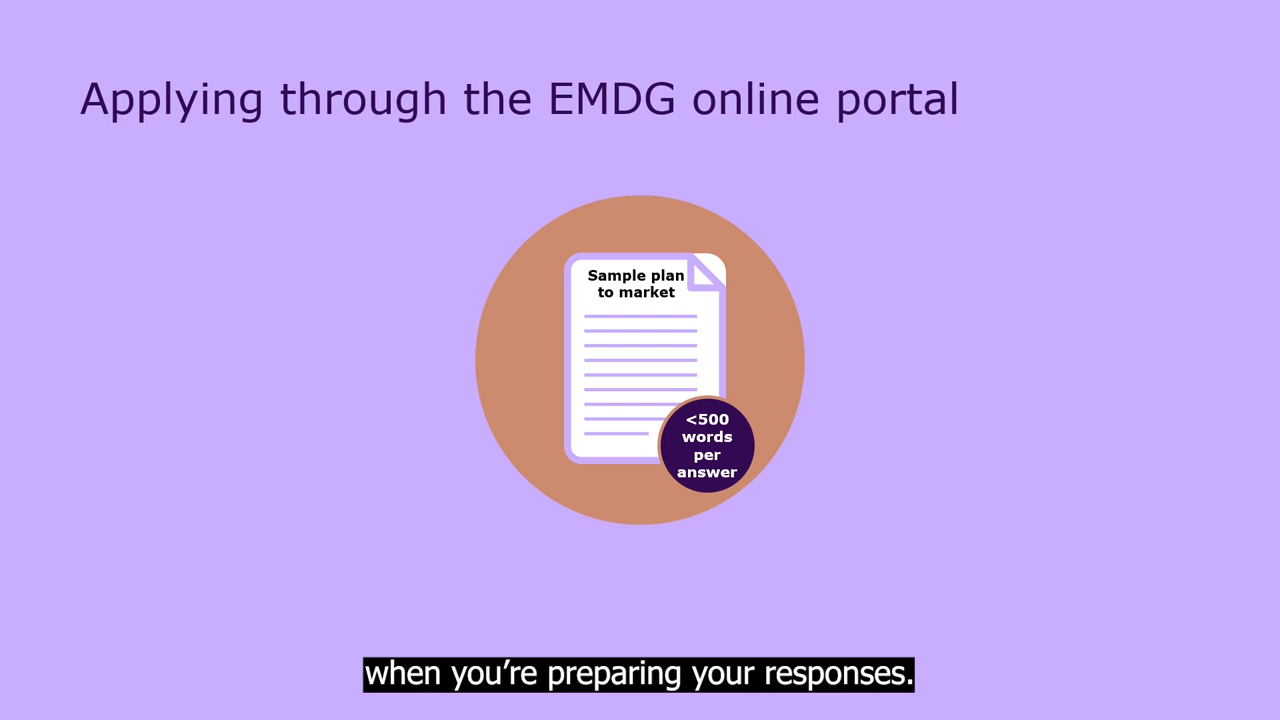 Applying through the EMDG online portal
Sample plan
to market
<500
words
per
answer
when you’re preparing your responses.